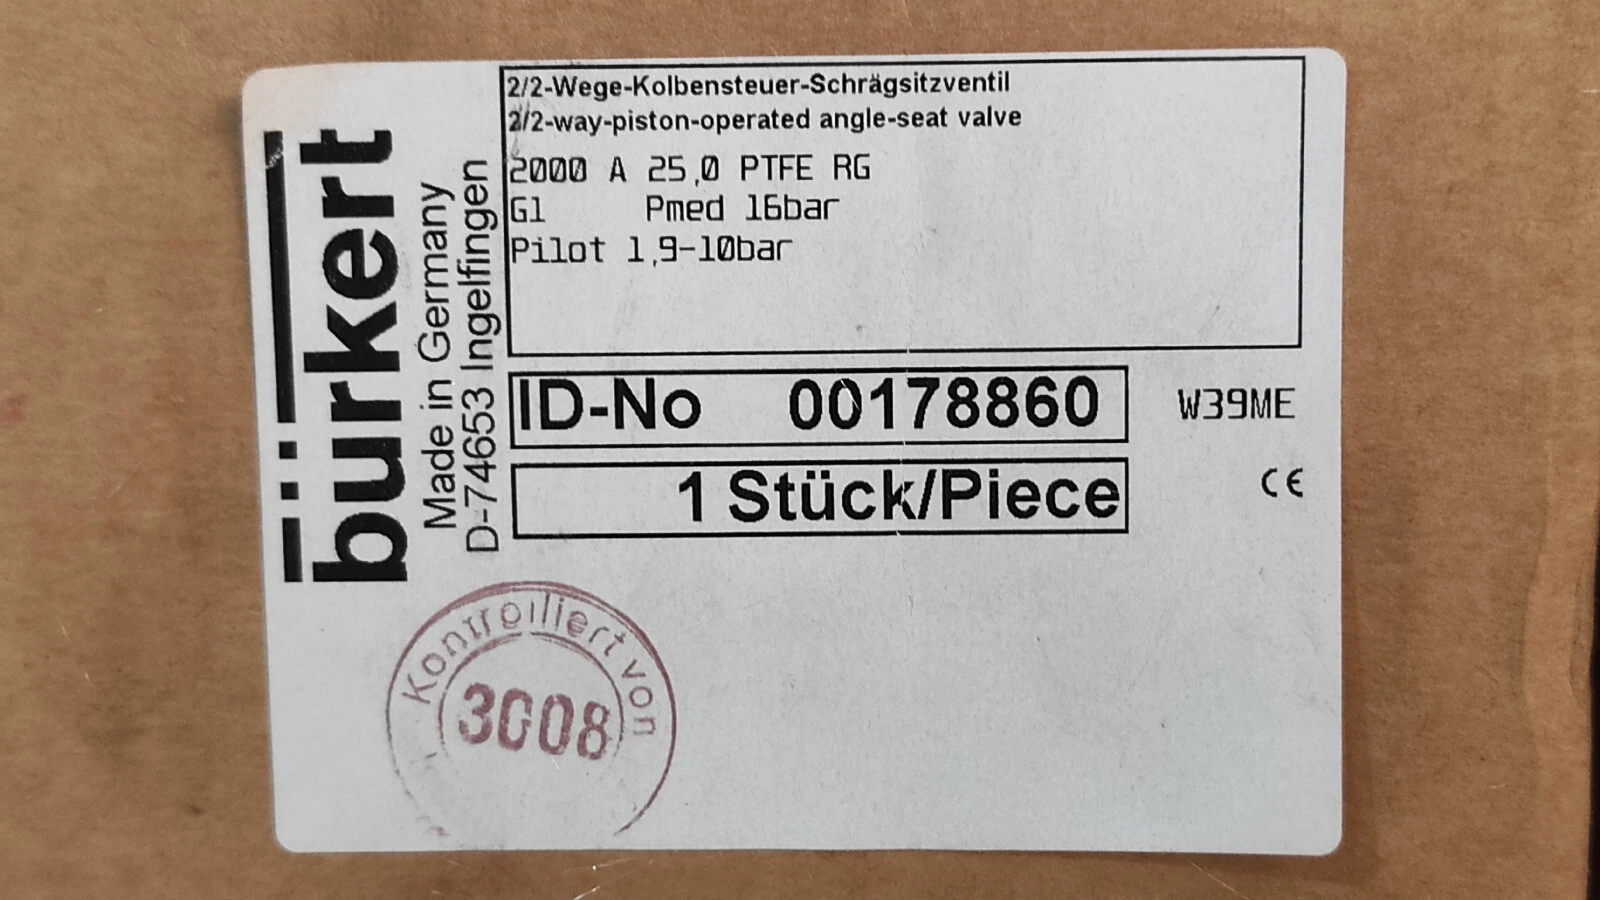 bürkert
Made in Germany
D-74653 Ingelfingen
2/2-Wege-Kolbensteuer-Schrägsitzventil
2/2-way-piston-operated angle-seat valve
2000 A 25,0 PTFE RG
G1 Pmed 16bar
Pilot 1,9-10bar
ID-No 00178860
W39ME
1 Stück/Piece
CE
Kontrolliert von
3008